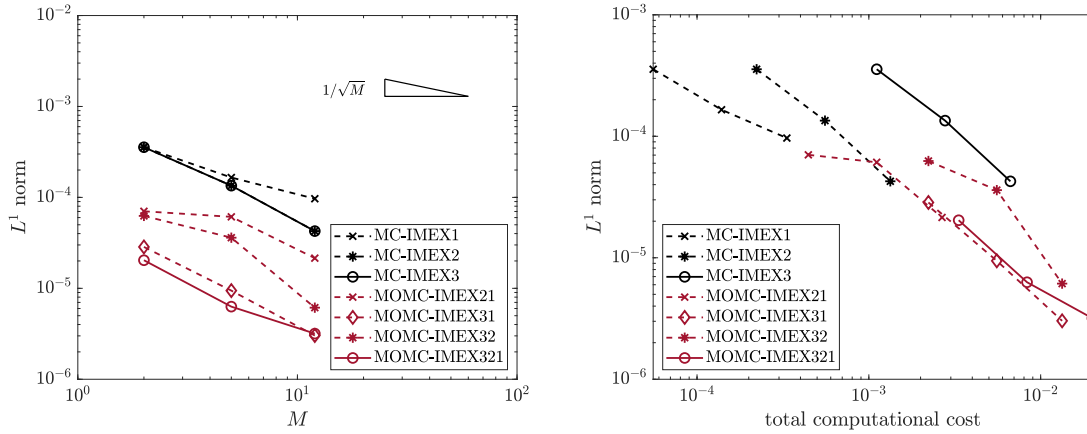 10^{-2}
10^{-3}
10^{-4}
10^{-5}
10^{-6}
L^1 norm
1/\sqrt{M}
MC-IMEX1
MC-IMEX2
MC-IMEX3
MOMC-IMEX21
MOMC-IMEX31
MOMC-IMEX32
MOMC-IMEX321
10^0
10^1
10^2
M
10^{-3}
10^{-4}
10^{-5}
10^{-6}
L^1 norm
MC-IMEX1
MC-IMEX2
MC-IMEX3
MOMC-IMEX21
MOMC-IMEX31
MOMC-IMEX32
MOMC-IMEX321
10^{-4}
10^{-3}
10^{-2}
total computational cost